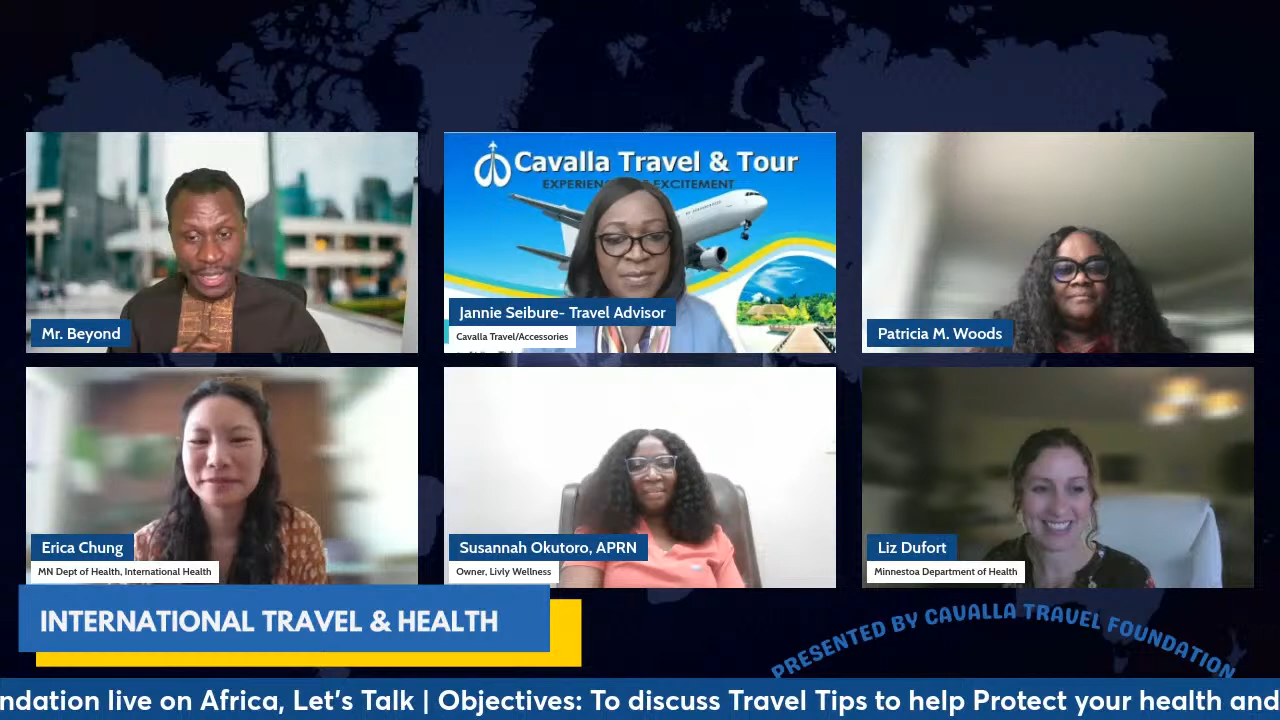 Cavalla Travel & Tour
EXCITEMENT
Mr. Beyond
Jannie Seibure- Travel Advisor
Cavalla Travel/Accessories
Patricia M. Woods
Erica Chung
MN Dept of Health, International Health
Susannah Okutoro, APRN
Owner, Livly Wellness
Liz Dufort
Minnestoa Department of Health
INTERNATIONAL TRAVEL & HEALTH
PRESENTED BY CAVALLA TRAVEL FOUNDATION
ndation live on Africa, Let's Talk | Objectives: To discuss Travel Tips to help Protect your health and